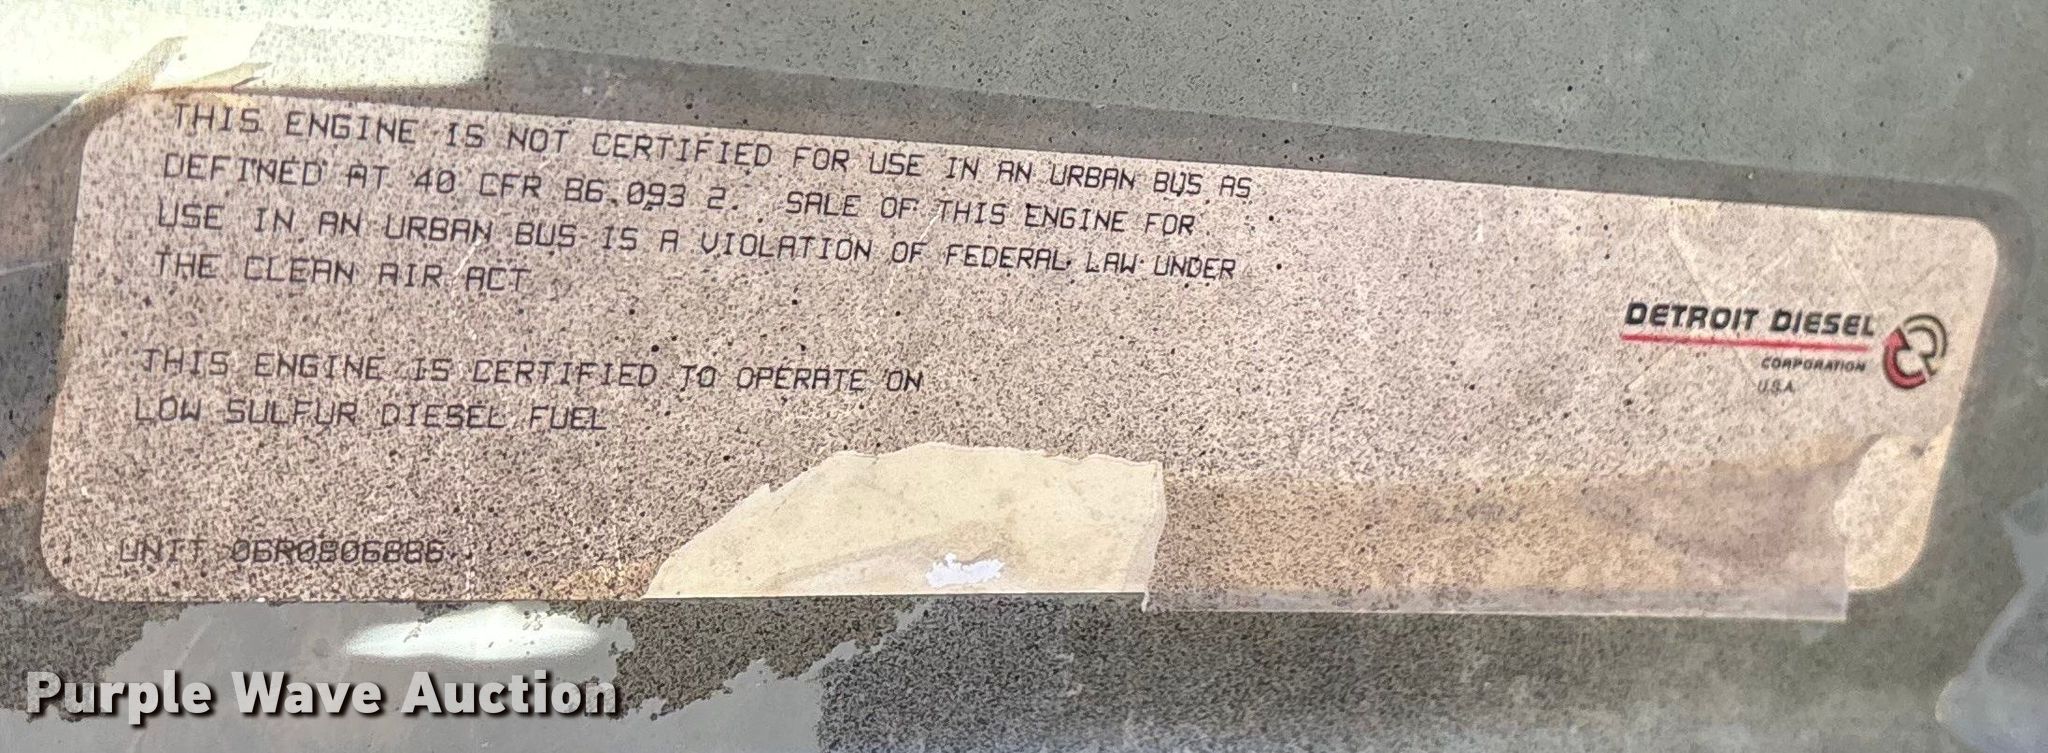 THIS ENGINE IS NOT CERTIFIED FOR USE IN AN URBAN BUS AS
DEFINED AT 40 CFR 86.093 2. SALE OF THIS ENGINE FOR
USE IN AN URBAN BUS IS A VIOLATION OF FEDERAL LAW UNDER
THE CLEAN AIR ACT
THIS ENGINE IS CERTIFIED TO OPERATE ON
LOW SULFUR DIESEL FUEL
DETROIT DIESEL
CORPORATION
U.S.A.
UNIT 06R0806886
Purple Wave Auction